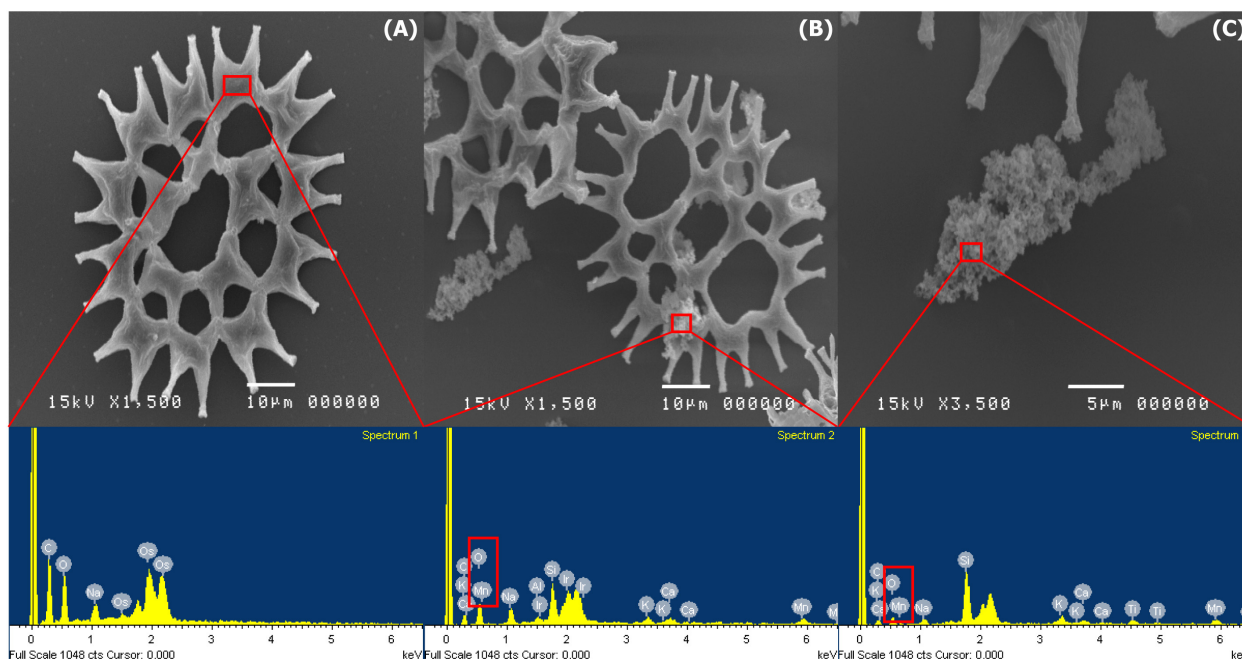 (A)
(B)
(C)
15kV X1,500 10μm 000000
15kV X1,500 10μm 000000
15kV X3,500 5μm 000000
Spectrum 1
C
O
Na
Os
Os
Os
0 1 2 3 4 5 6
Full Scale 1048 cts Cursor: 0.000 keV
Spectrum 2
C
K
C
O
Mn
Na
Al
Ir
Si
Ir
Ir
K
K
Ca
Ca
Mn
0 1 2 3 4 5 6
Full Scale 1048 cts Cursor: 0.000 keV
Spectrum
C
K
Ca
O
Mn
Na
Si
K
K
Ca
Ca
Ti
Ti
Mn
0 1 2 3 4 5 6
Full Scale 1048 cts Cursor: 0.000 ke